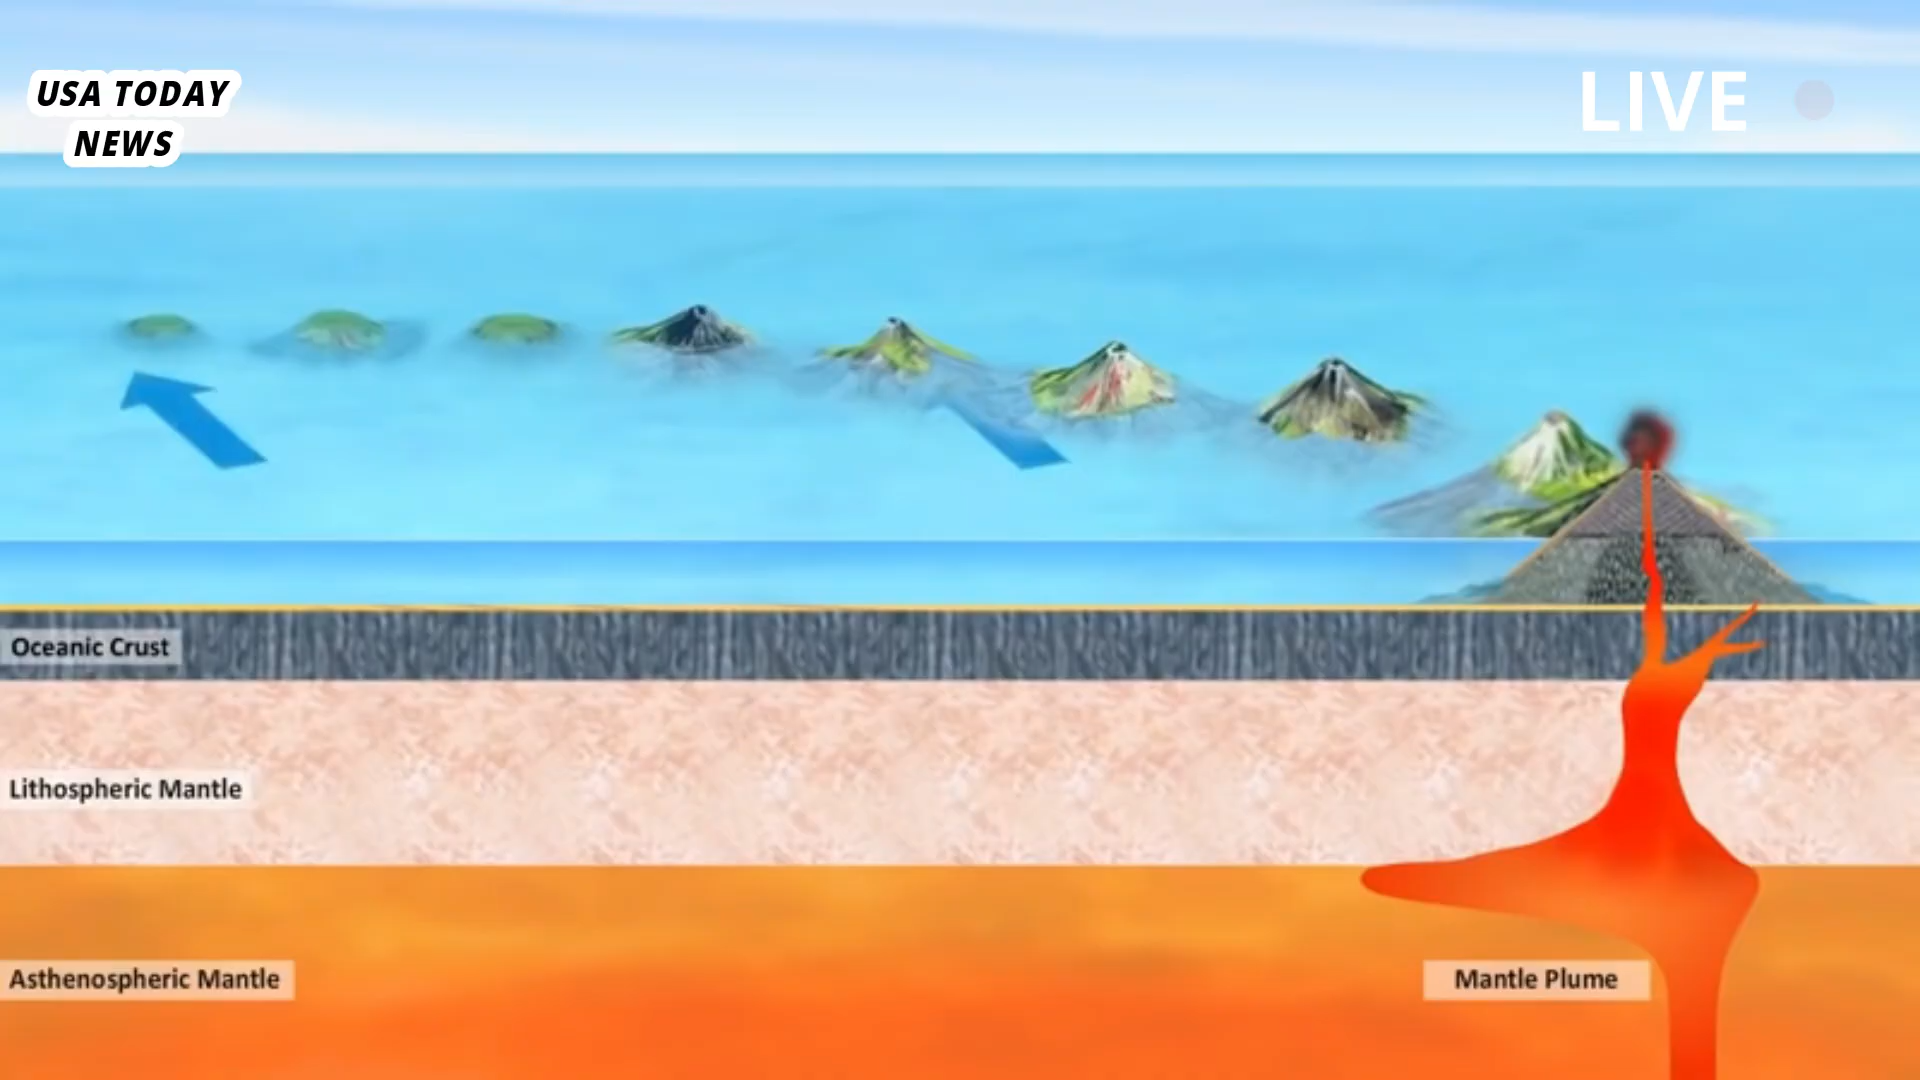 USA TODAY
NEWS
LIVE
Oceanic Crust
Lithospheric Mantle
Asthenospheric Mantle
Mantle Plume